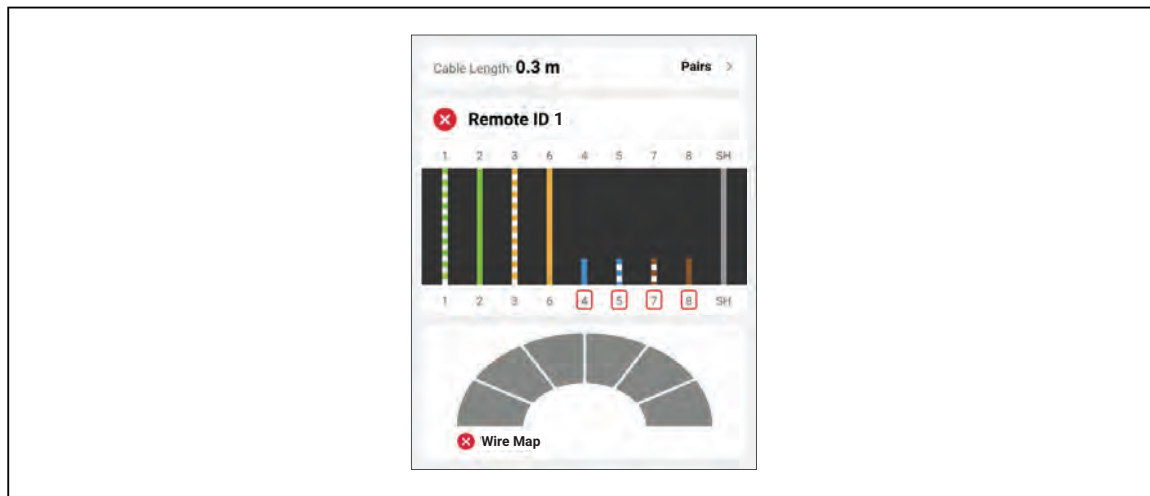 Cable Length: 0.3 m Pairs >
Remote ID 1
1 2 3 6 4 5 7 8 SH
1 2 3 6 4 5 7 8 SH
Wire Map